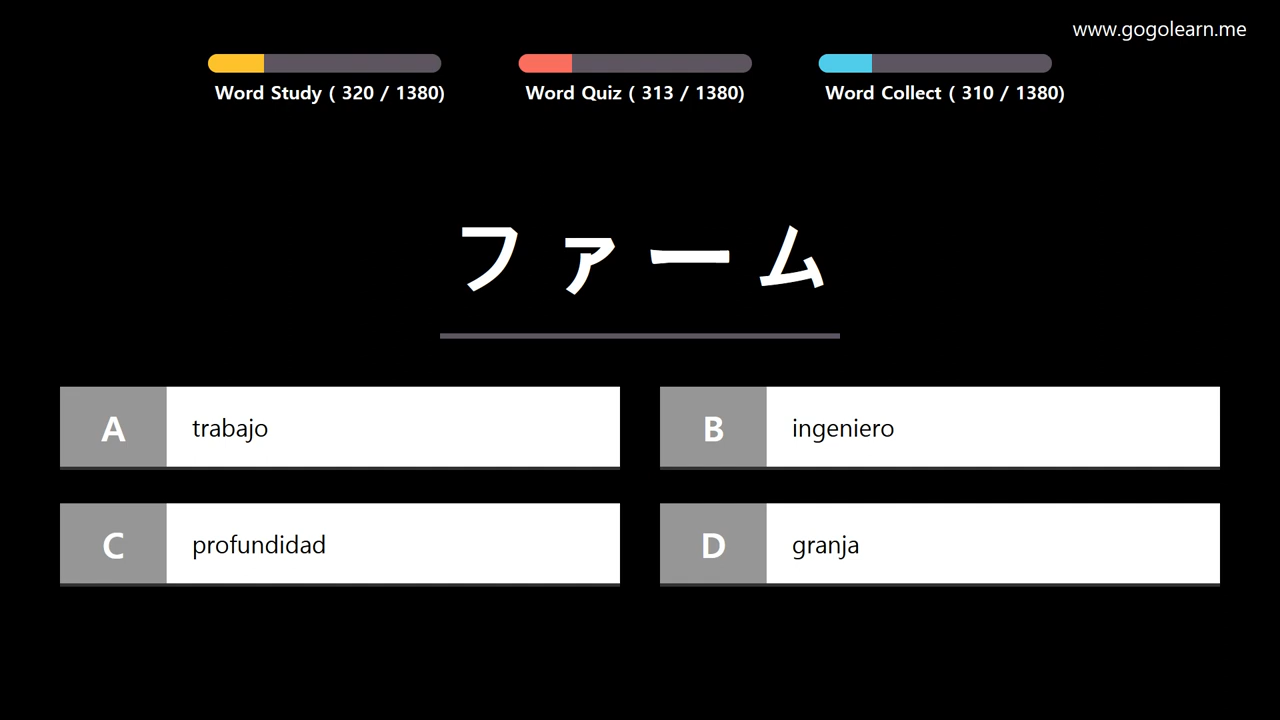 www.gogolearn.me
Word Study ( 320 / 1380)
Word Quiz ( 313 / 1380)
Word Collect ( 310 / 1380)
ファーム
A trabajo
B ingeniero
C profundidad
D granja